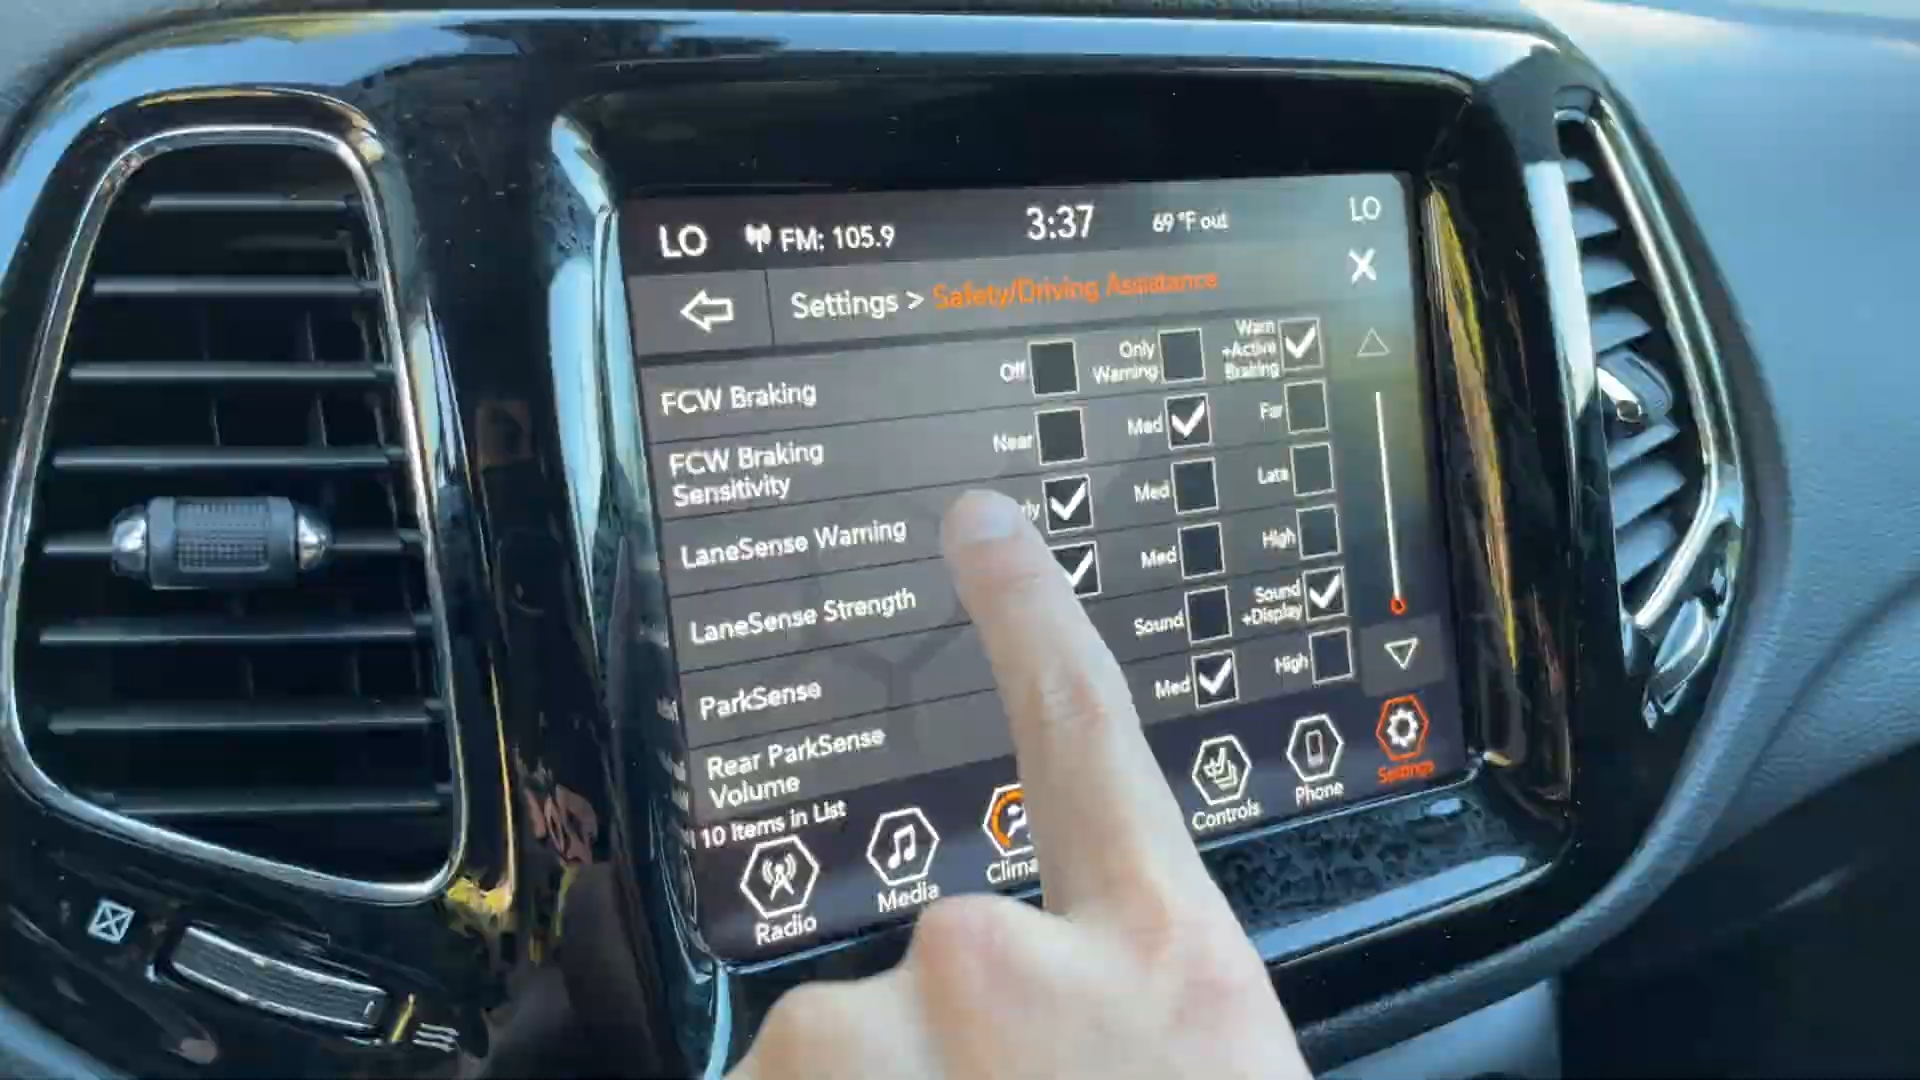 LO FM: 105.9 3:37 69 °F out LO
Settings > Safety/Driving Assistance X
FCW Braking Off Only Warning Warn +Active Braking
FCW Braking Sensitivity Near Med Far
LaneSense Warning Med Late
LaneSense Strength Med High
ParkSense Sound Sound +Display
Rear ParkSense Volume Med High
10 Items in List
Radio Media Controls Phone Settings